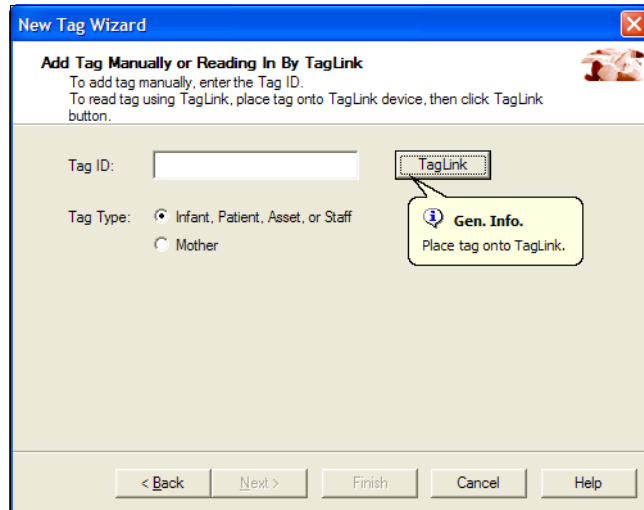 New Tag Wizard
Add Tag Manually or Reading In By TagLink
To add tag manually, enter the Tag ID.
To read tag using TagLink, place tag onto TagLink device, then click TagLink
button.
Tag ID:
TagLink
Tag Type:
Infant, Patient, Asset, or Staff
Mother
Gen. Info.
Place tag onto TagLink.
< Back
Next >
Finish
Cancel
Help